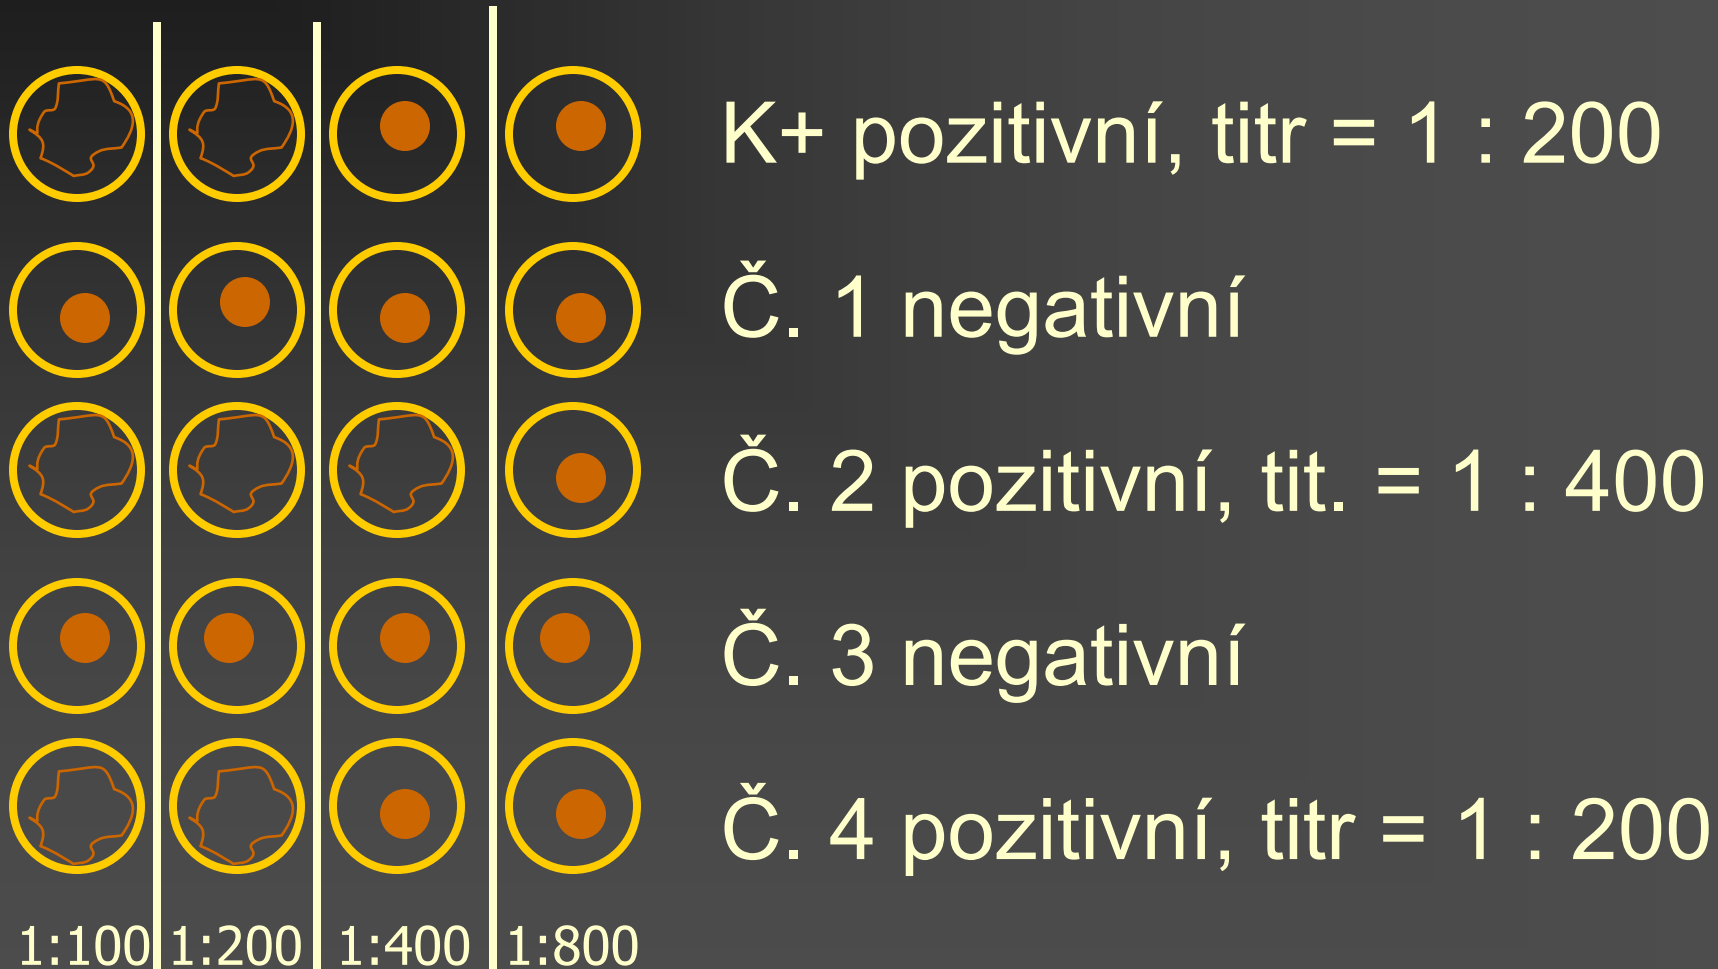 K+ pozitivní, titr = 1 : 200
Č. 1 negativní
Č. 2 pozitivní, tit. = 1 : 400
Č. 3 negativní
Č. 4 pozitivní, titr = 1 : 200
1:100 1:200 1:400 1:800